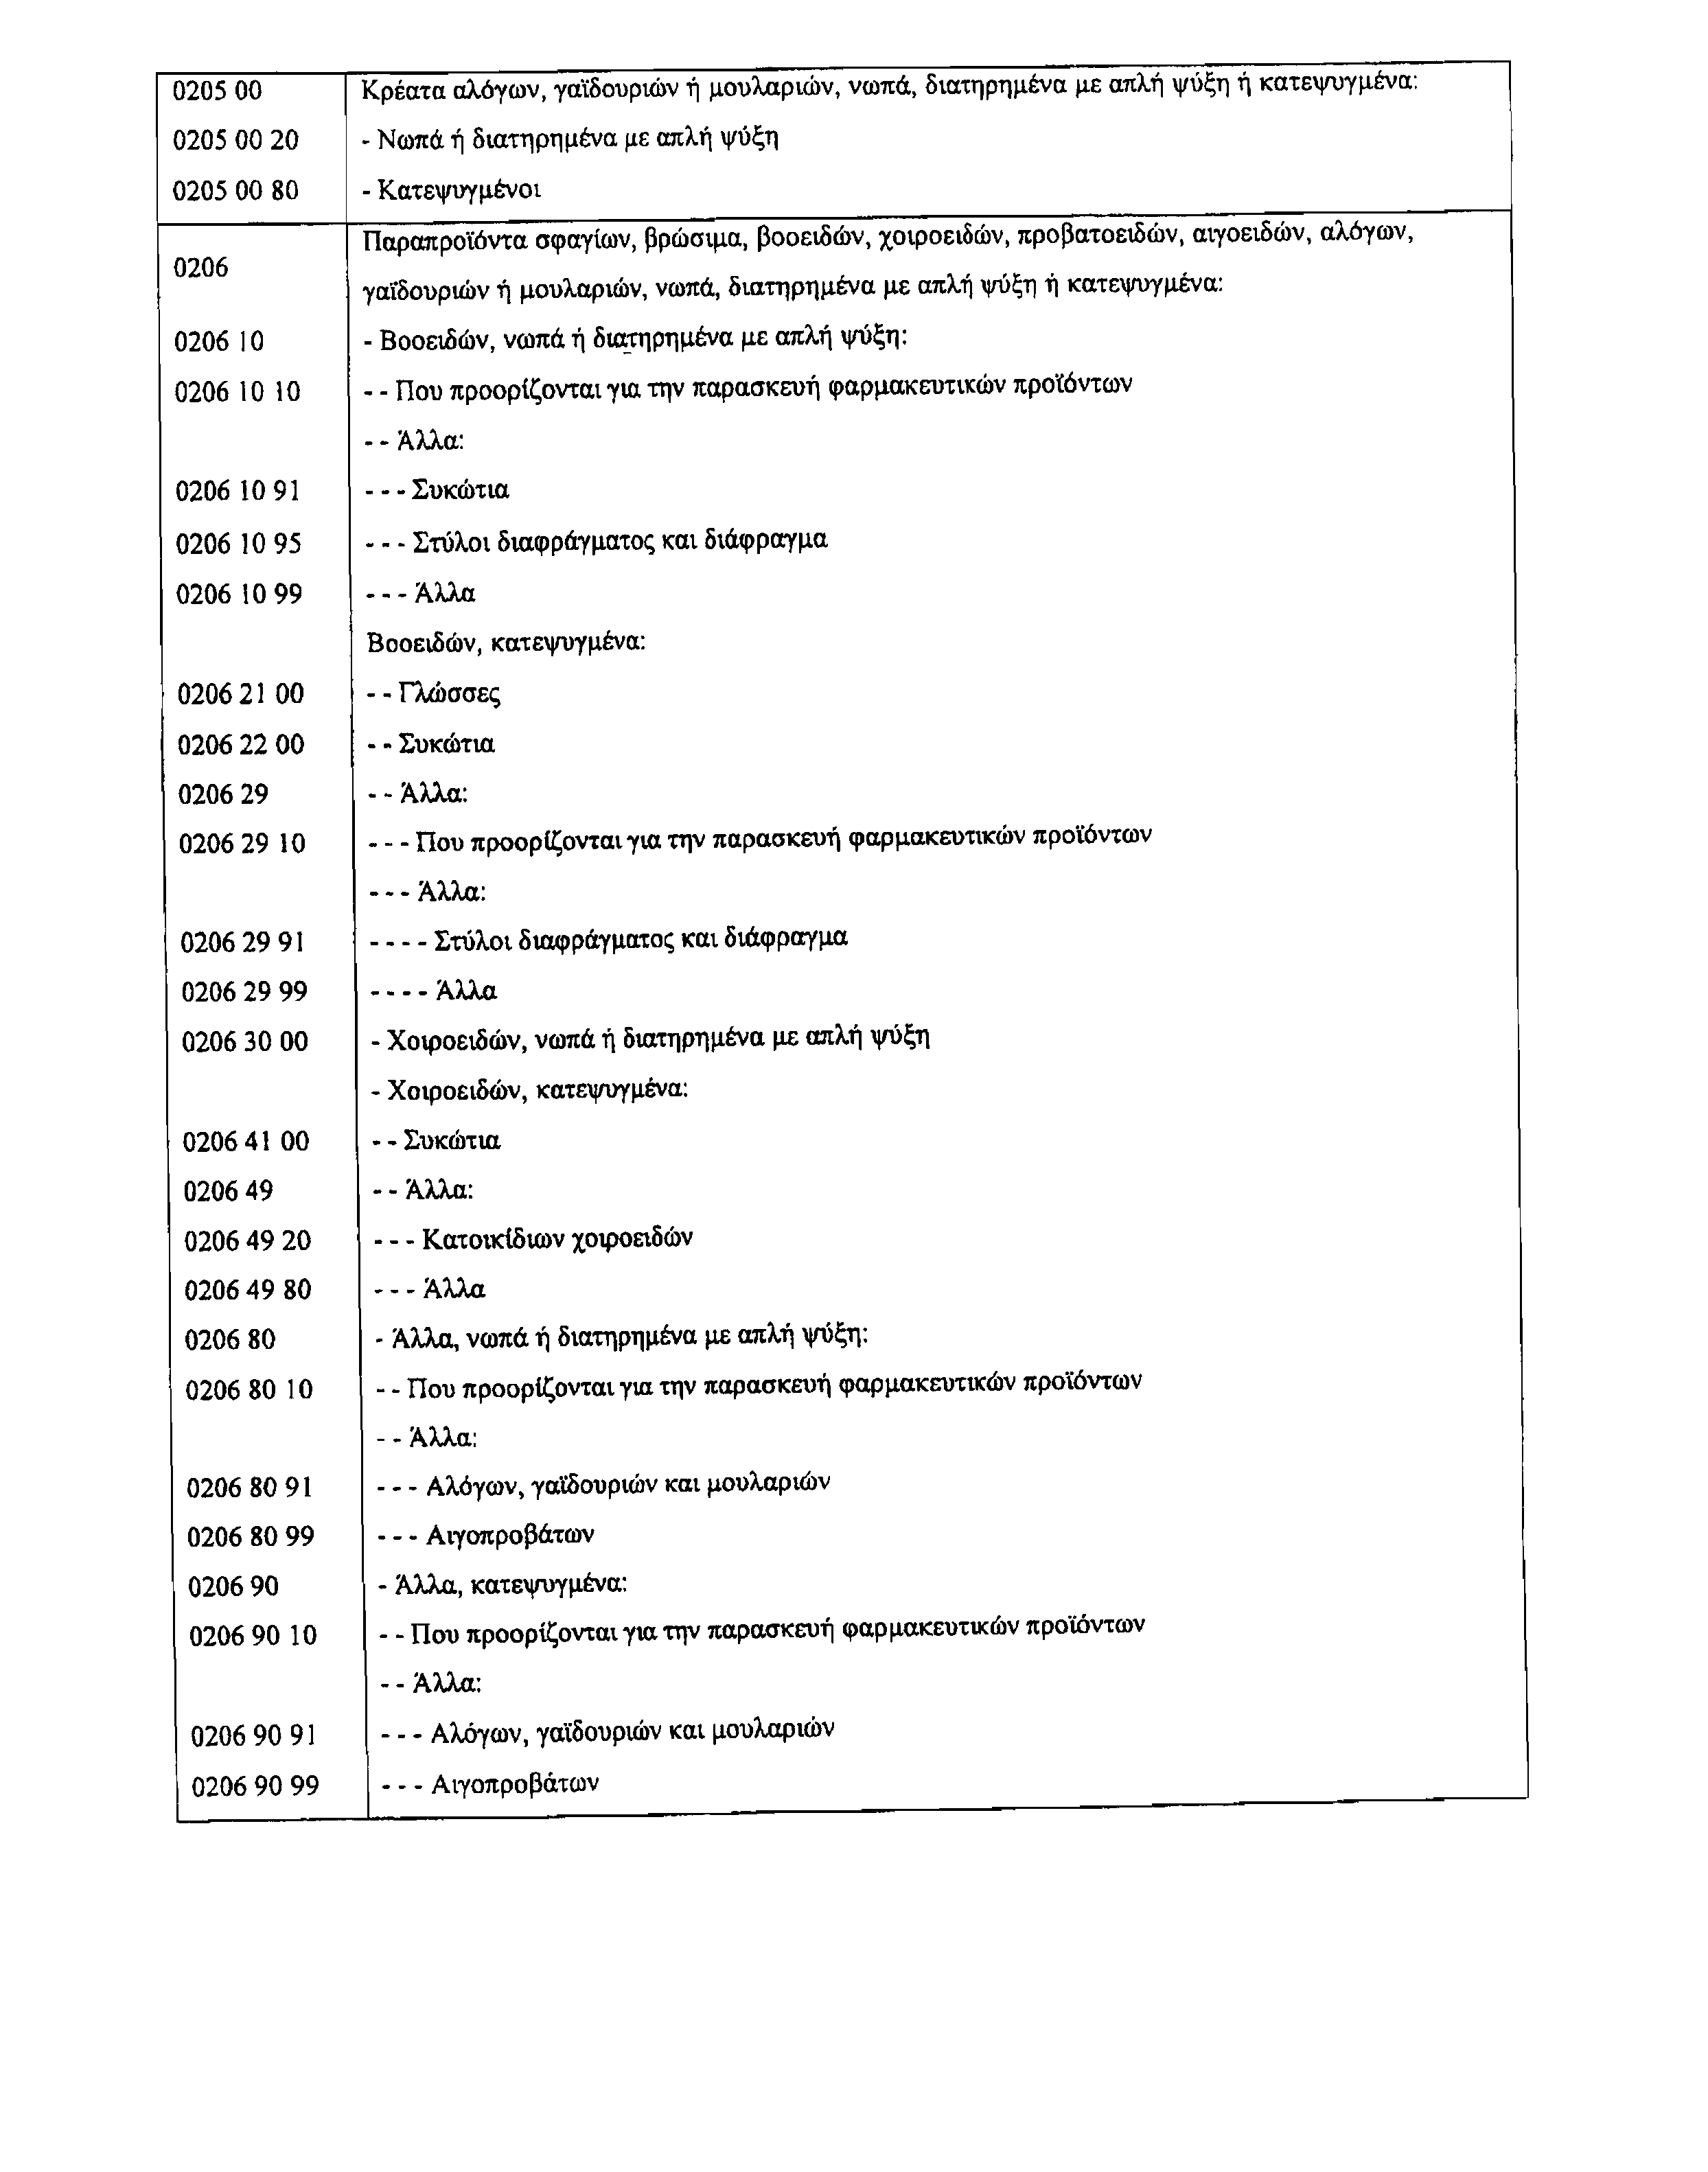 0205 00 Κρέατα αλόγων, γαϊδουριών ή μουλαριών, νωπά, διατηρημένα με απλή ψύξη ή κατεψυγμένα:
0205 00 20 - Νωπά ή διατηρημένα με απλή ψύξη
0205 00 80 - Κατεψυγμένοι
0206 Παραπροϊόντα σφαγίων, βρώσιμα, βοοειδών, χοιροειδών, προβατοειδών, αιγοειδών, αλόγων,
γαϊδουριών ή μουλαριών, νωπά, διατηρημένα με απλή ψύξη ή κατεψυγμένα:
0206 10 - Βοοειδών, νωπά ή διατηρημένα με απλή ψύξη:
0206 10 10 - - Που προορίζονται για την παρασκευή φαρμακευτικών προϊόντων
- - Άλλα:
0206 10 91 - - - Συκώτια
0206 10 95 - - - Στύλοι διαφράγματος και διάφραγμα
0206 10 99 - - - Άλλα
Βοοειδών, κατεψυγμένα:
0206 21 00 - - Γλώσσες
0206 22 00 - - Συκώτια
0206 29 - - Άλλα:
0206 29 10 - - - Που προορίζονται για την παρασκευή φαρμακευτικών προϊόντων
- - - Άλλα:
0206 29 91 - - - - Στύλοι διαφράγματος και διάφραγμα
0206 29 99 - - - - Άλλα
0206 30 00 - Χοιροειδών, νωπά ή διατηρημένα με απλή ψύξη
- Χοιροειδών, κατεψυγμένα:
0206 41 00 - - Συκώτια
0206 49 - - Άλλα:
0206 49 20 - - - Κατοικίδιων χοιροειδών
0206 49 80 - - - Άλλα
0206 80 - Άλλα, νωπά ή διατηρημένα με απλή ψύξη:
0206 80 10 - - Που προορίζονται για την παρασκευή φαρμακευτικών προϊόντων
- - Άλλα:
0206 80 91 - - - Αλόγων, γαϊδουριών και μουλαριών
0206 80 99 - - - Αιγοπροβάτων
0206 90 - Άλλα, κατεψυγμένα:
0206 90 10 - - Που προορίζονται για την παρασκευή φαρμακευτικών προϊόντων
- - Άλλα:
0206 90 91 - - - Αλόγων, γαϊδουριών και μουλαριών
0206 90 99 - - - Αιγοπροβάτων